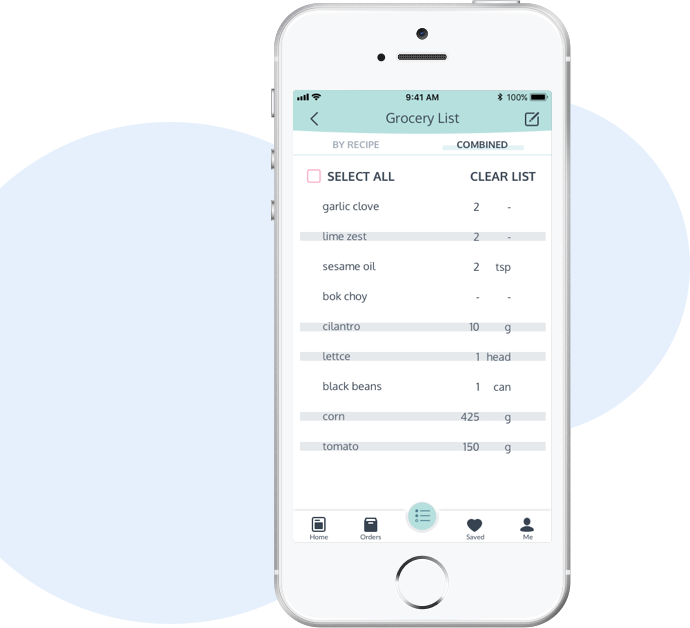 9:41 AM 100%
Grocery List
BY RECIPE COMBINED
SELECT ALL CLEAR LIST
garlic clove 2 -
lime zest 2 -
sesame oil 2 tsp
bok choy - -
cilantro 10 g
lettce 1 head
black beans 1 can
corn 425 g
tomato 150 g
Home Orders Saved Me